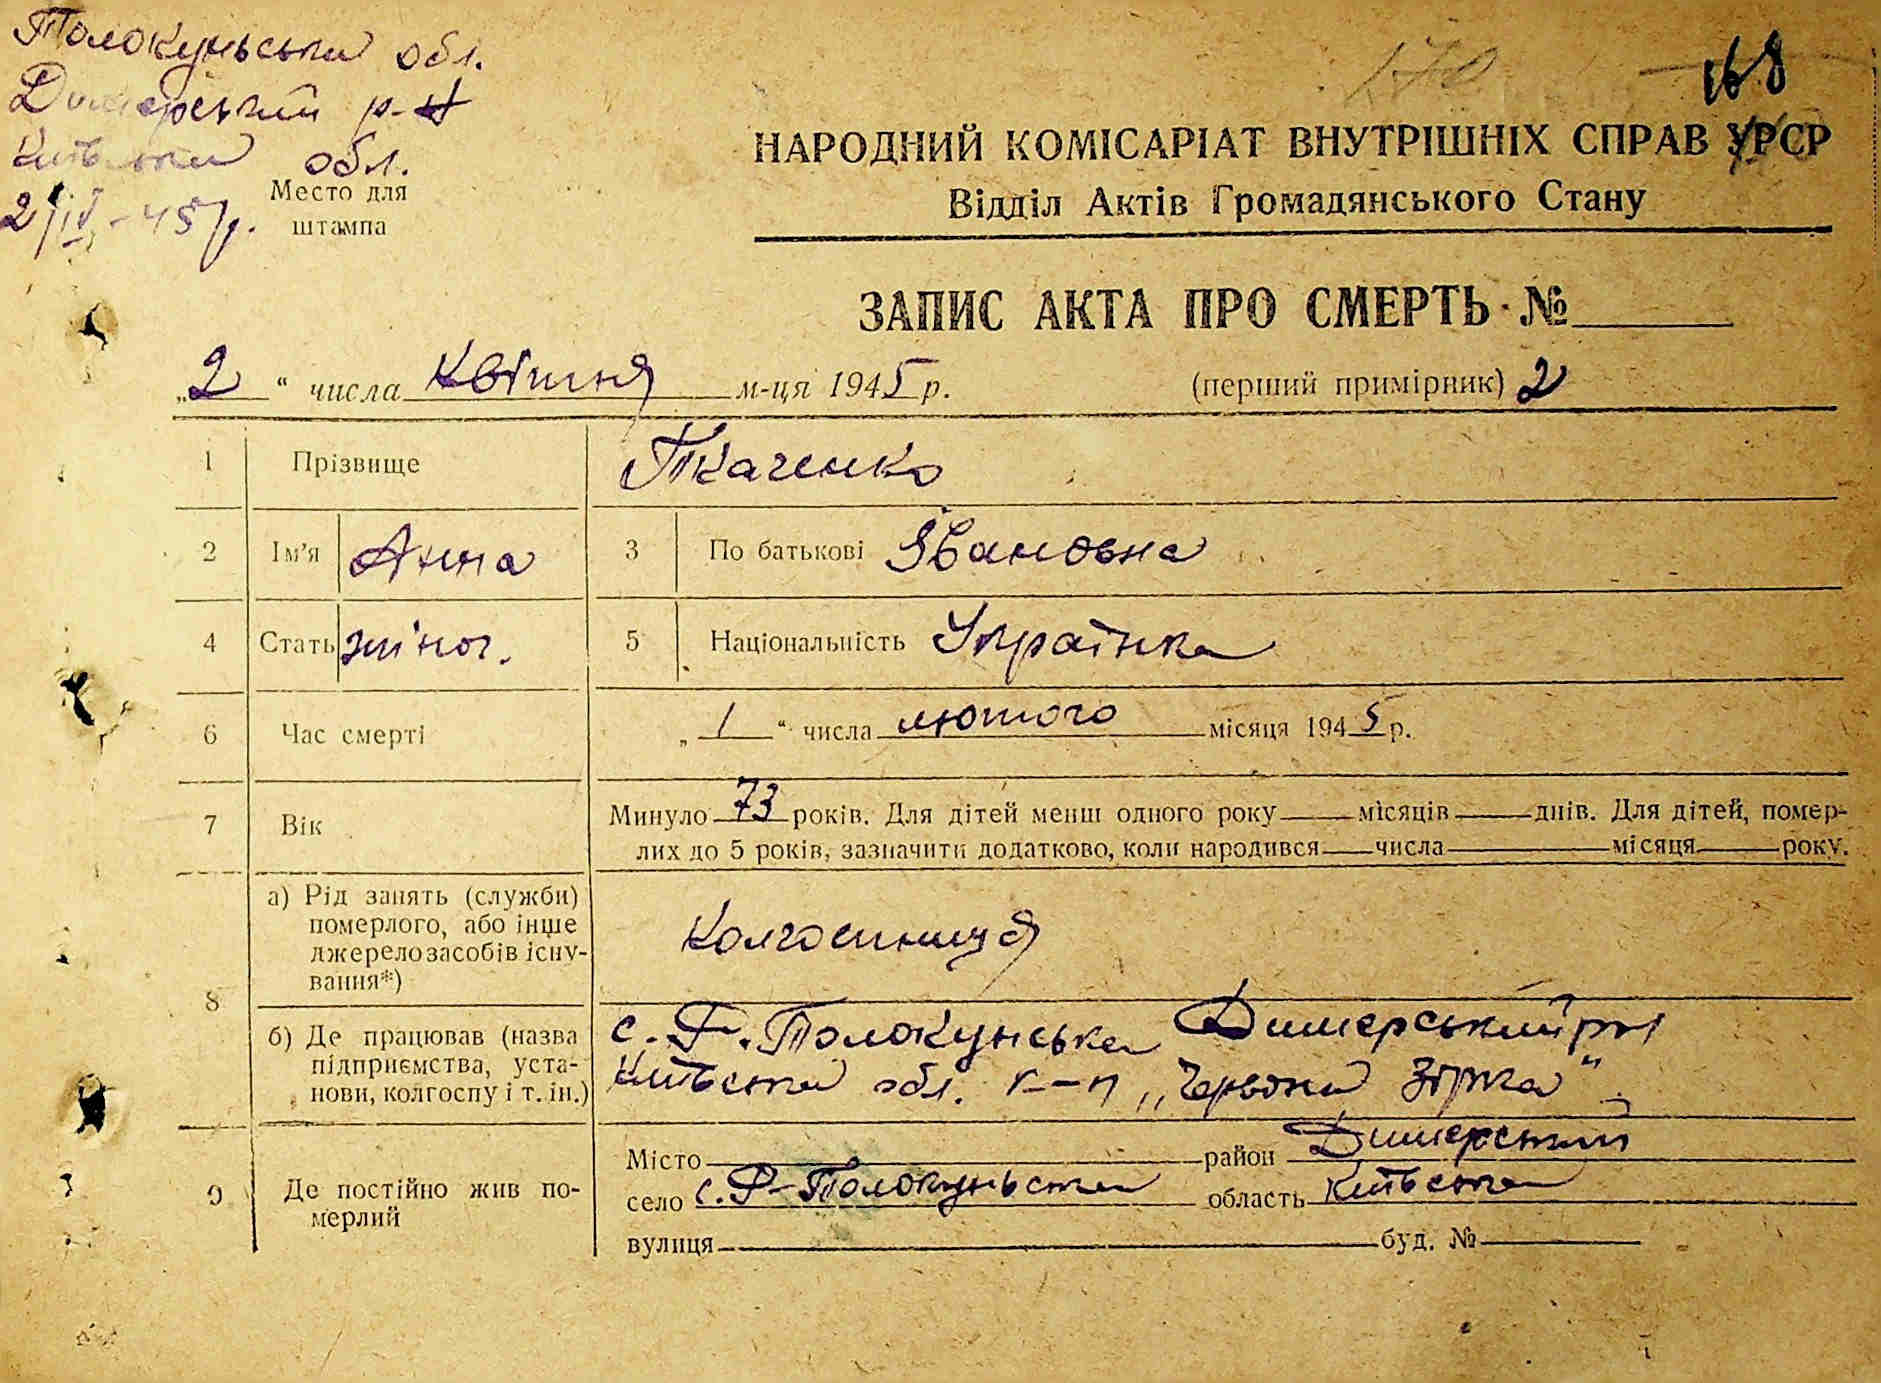 Толокунська обл.
Димерський р-н
Київська обл.
2/IV-45 р.
Место для
штампа
170
168
НАРОДНИЙ КОМІСАРІАТ ВНУТРІШНІХ СПРАВ УРСР
Відділ Актів Громадянського Стану
ЗАПИС АКТА ПРО СМЕРТЬ №
„2“ числа Квітня м-ця 1945 р. (перший примірник) 2
1 Прізвище Ткаченко
2 Ім'я Анна 3 По батькові Івановна
4 Стать жіноч. 5 Національність Українка
6 Час смерті „1“ числа лютого місяця 1945 р.
7 Вік Минуло 73 років. Для дітей менш одного року місяців днів. Для дітей, помер-
лих до 5 років, зазначити додатково, коли народився числа місяця року.
8 а) Рід занять (служби)
померлого, або інше
джерело засобів існу-
вання*)
Колгоспниця
б) Де працював (назва
підприємства, уста-
нови, колгоспу і т. ін.)
с. Р. Толокунська Димерський р-н
Київська обл. к-п „Червона Зірка“
9 Де постійно жив по-
мерлий
Місто район Димерський
село с. Р-Толокунська область Київська
вулиця буд. №